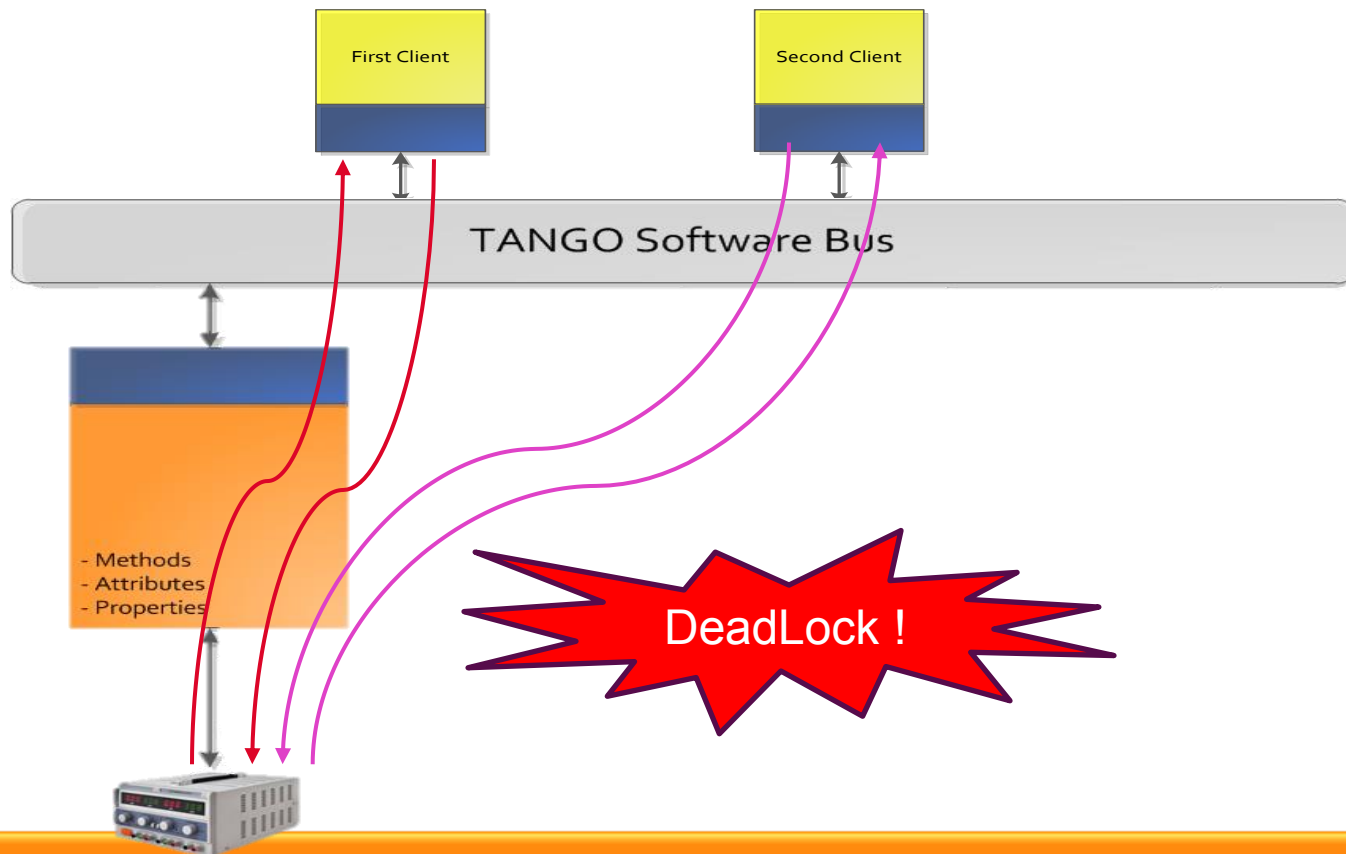 First Client
Second Client
TANGO Software Bus
- Methods
- Attributes
- Properties
DeadLock !